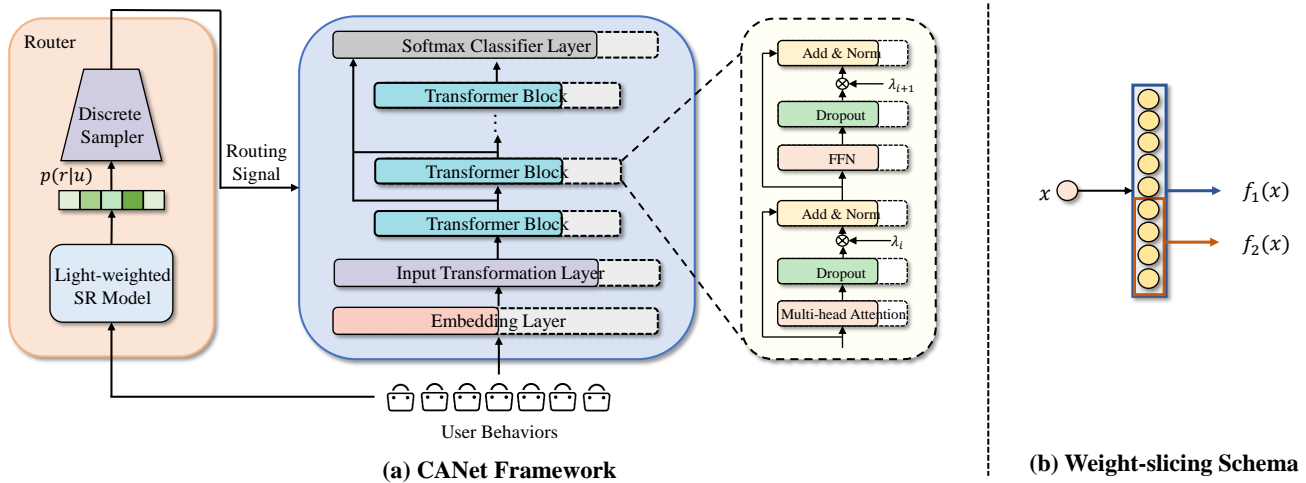 Router
Discrete
Sampler
p(r|u)
Light-weighted
SR Model
Routing
Signal
Softmax Classifier Layer
Transformer Block
⋮
Transformer Block
Transformer Block
Input Transformation Layer
Embedding Layer
User Behaviors
Add & Norm
⊗ λᵢ₊₁
Dropout
FFN
Add & Norm
⊗ λᵢ
Dropout
Multi-head Attention
(a) CANet Framework
x
f₁(x)
f₂(x)
(b) Weight-slicing Schema